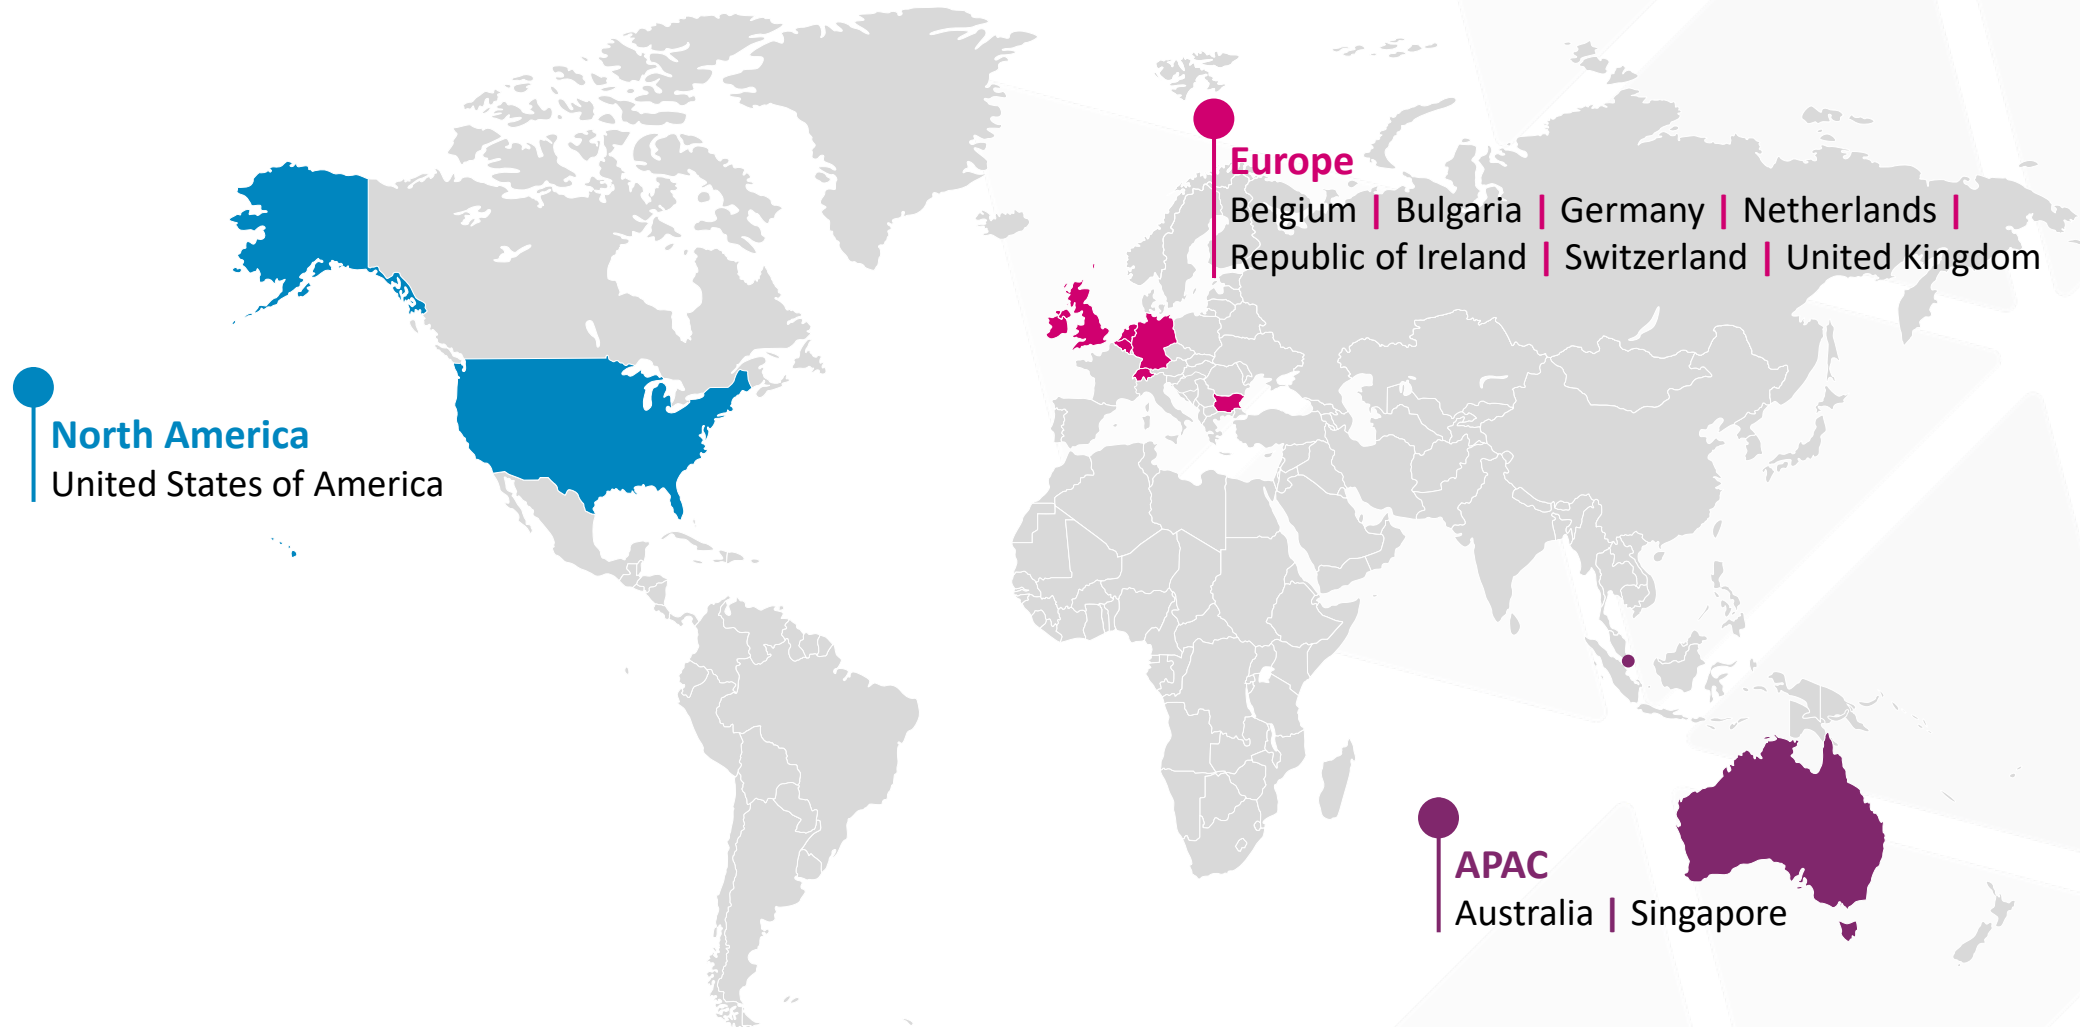 Europe
Belgium | Bulgaria | Germany | Netherlands |
Republic of Ireland | Switzerland | United Kingdom
North America
United States of America
APAC
Australia | Singapore